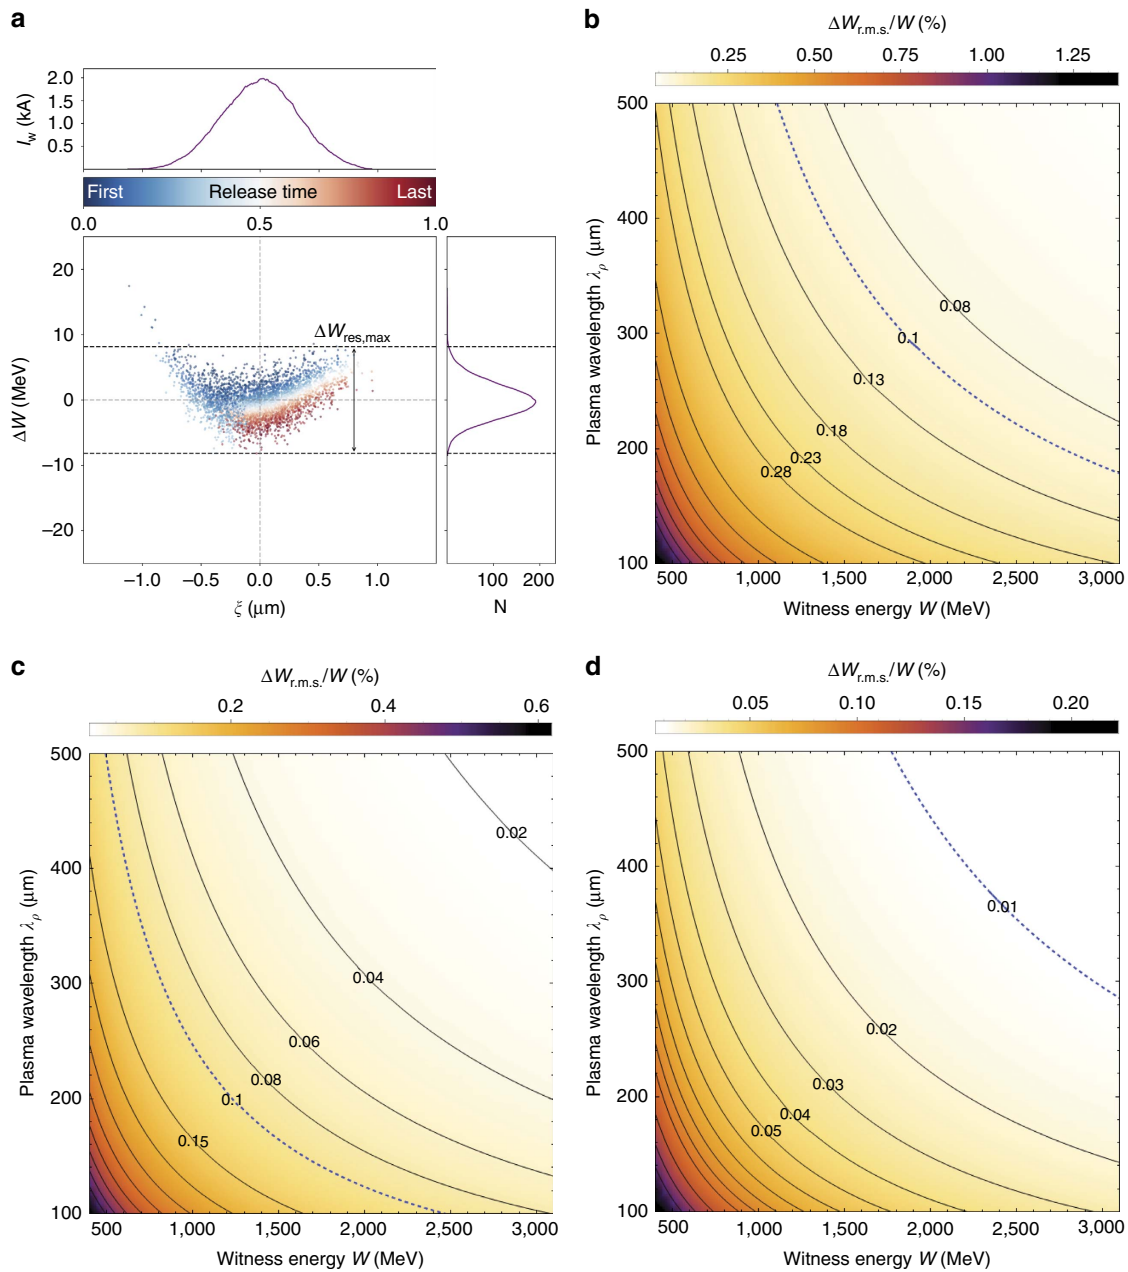 a
I_w (kA)
2.0
1.5
1.0
0.5
First Release time Last
0.0 0.5 1.0
ΔW (MeV)
20
10
0
−10
−20
ΔW_res,max
−1.0 −0.5 0.0 0.5 1.0
ξ (μm)
100 200
N
b
ΔW_r.m.s./W (%)
0.25 0.50 0.75 1.00 1.25
Plasma wavelength λ_ρ (μm)
500
400
300
200
100
0.08
0.1
0.13
0.18
0.23
0.28
500 1,000 1,500 2,000 2,500 3,000
Witness energy W (MeV)
c
ΔW_r.m.s./W (%)
0.2 0.4 0.6
Plasma wavelength λ_ρ (μm)
500
400
300
200
100
0.02
0.04
0.06
0.08
0.1
0.15
500 1,000 1,500 2,000 2,500 3,000
Witness energy W (MeV)
d
ΔW_r.m.s./W (%)
0.05 0.10 0.15 0.20
Plasma wavelength λ_ρ (μm)
500
400
300
200
100
0.01
0.02
0.03
0.04
0.05
500 1,000 1,500 2,000 2,500 3,000
Witness energy W (MeV)